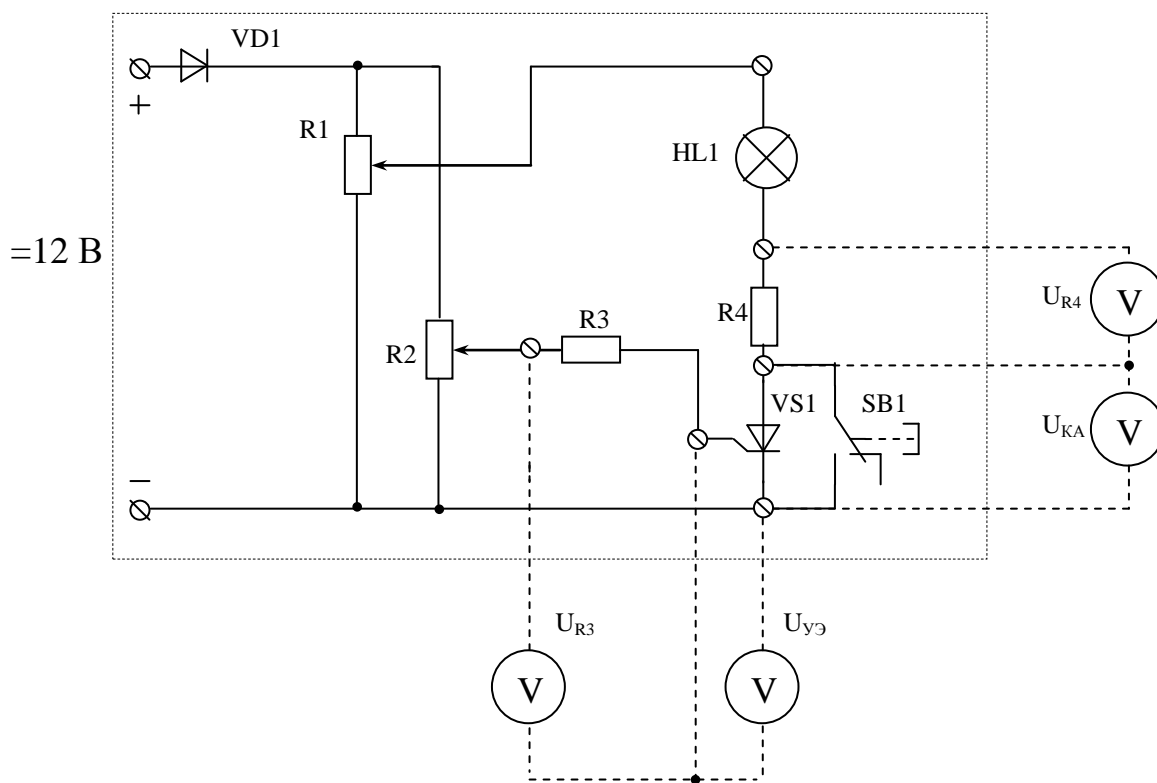 VD1
+
R1
HL1
=12 В
R4
U_R4
V
R3
R2
VS1
SB1
U_КА
V
−
U_R3
U_УЭ
V
V